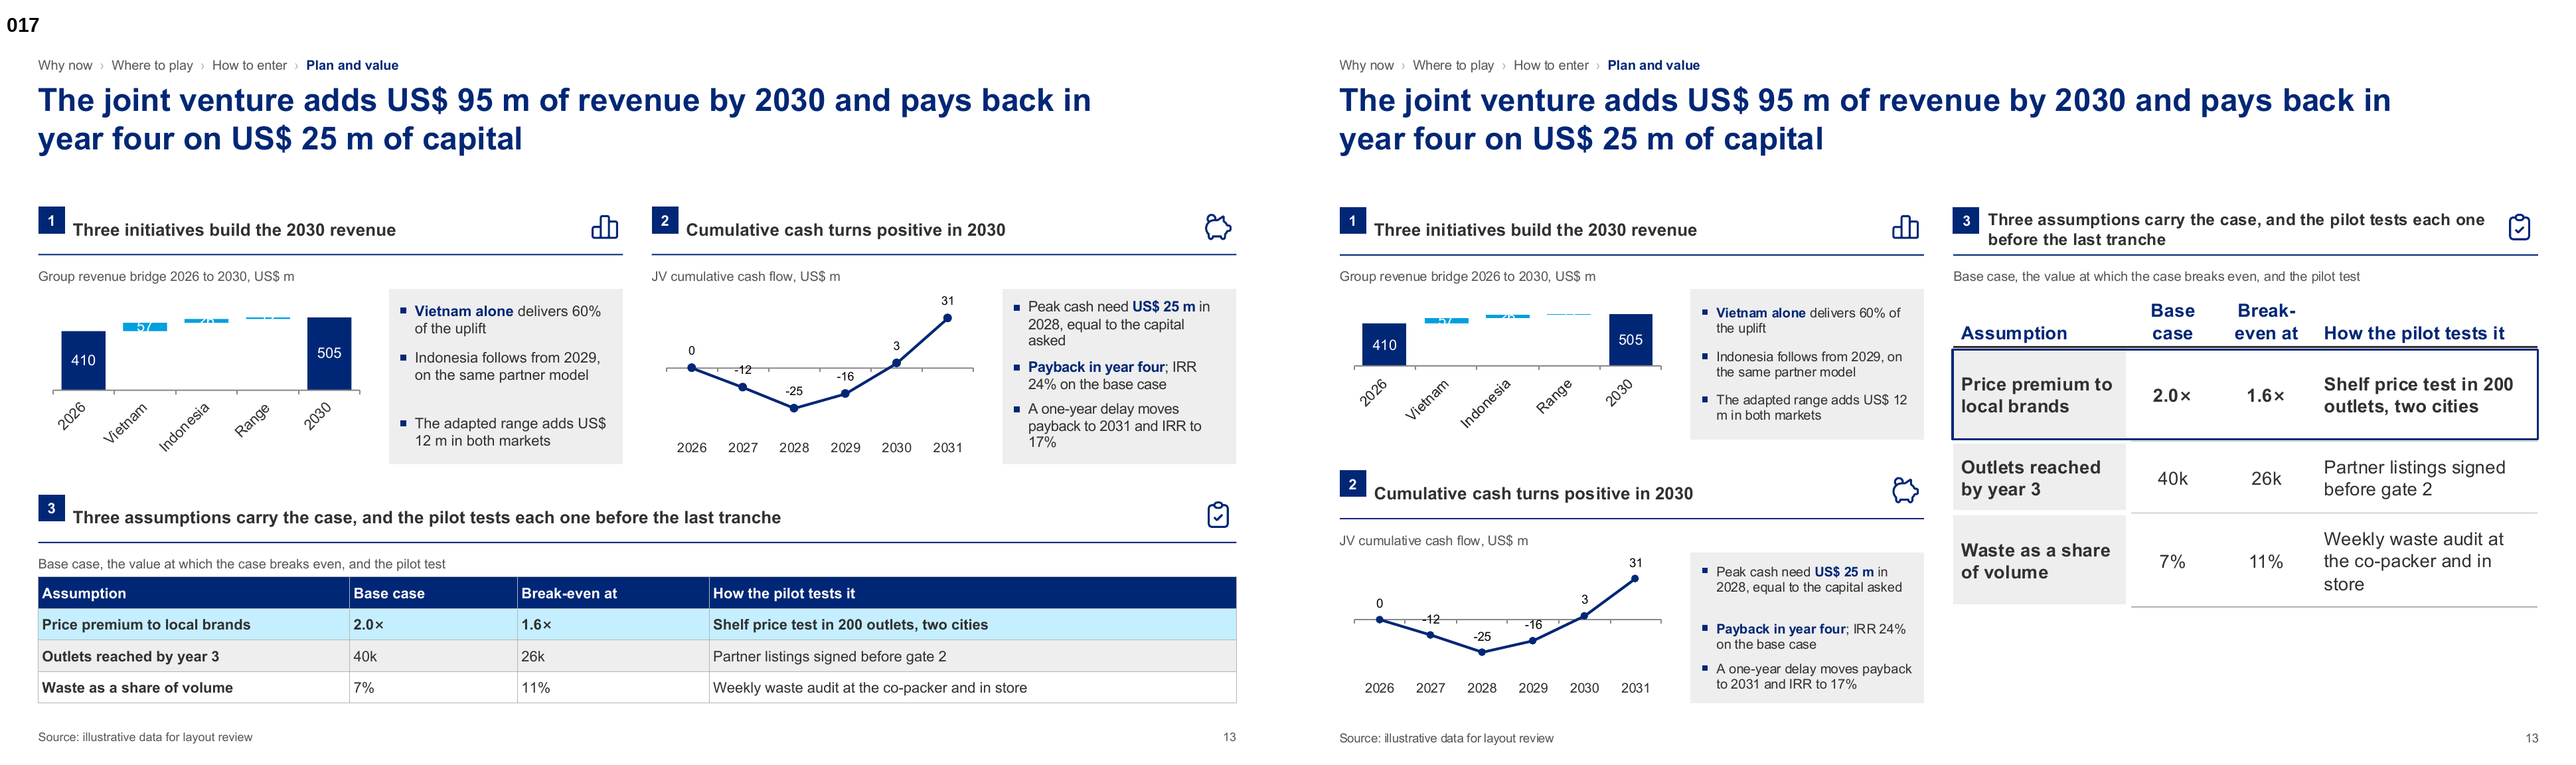 017
Why now › Where to play › How to enter › Plan and value
The joint venture adds US$ 95 m of revenue by 2030 and pays back in
year four on US$ 25 m of capital
1
Three initiatives build the 2030 revenue
Group revenue bridge 2026 to 2030, US$ m
410
57
505
2026
Vietnam
Indonesia
Range
2030
Vietnam alone delivers 60%
of the uplift
Indonesia follows from 2029,
on the same partner model
The adapted range adds US$
12 m in both markets
2
Cumulative cash turns positive in 2030
JV cumulative cash flow, US$ m
0
-12
-25
-16
3
31
2026
2027
2028
2029
2030
2031
Peak cash need US$ 25 m in
2028, equal to the capital
asked
Payback in year four; IRR
24% on the base case
A one-year delay moves
payback to 2031 and IRR to
17%
3
Three assumptions carry the case, and the pilot tests each one before the last tranche
Base case, the value at which the case breaks even, and the pilot test
Assumption
Base case
Break-even at
How the pilot tests it
Price premium to local brands
2.0×
1.6×
Shelf price test in 200 outlets, two cities
Outlets reached by year 3
40k
26k
Partner listings signed before gate 2
Waste as a share of volume
7%
11%
Weekly waste audit at the co-packer and in store
Source: illustrative data for layout review
13
Why now › Where to play › How to enter › Plan and value
The joint venture adds US$ 95 m of revenue by 2030 and pays back in
year four on US$ 25 m of capital
1
Three initiatives build the 2030 revenue
Group revenue bridge 2026 to 2030, US$ m
410
505
2026
Vietnam
Indonesia
Range
2030
Vietnam alone delivers 60% of
the uplift
Indonesia follows from 2029, on
the same partner model
The adapted range adds US$ 12
m in both markets
2
Cumulative cash turns positive in 2030
JV cumulative cash flow, US$ m
0
-12
-25
-16
3
31
2026
2027
2028
2029
2030
2031
Peak cash need US$ 25 m in
2028, equal to the capital asked
Payback in year four; IRR 24%
on the base case
A one-year delay moves payback
to 2031 and IRR to 17%
3
Three assumptions carry the case, and the pilot tests each one
before the last tranche
Base case, the value at which the case breaks even, and the pilot test
Assumption
Base
case
Break-
even at
How the pilot tests it
Price premium to
local brands
2.0×
1.6×
Shelf price test in 200
outlets, two cities
Outlets reached
by year 3
40k
26k
Partner listings signed
before gate 2
Waste as a share
of volume
7%
11%
Weekly waste audit at
the co-packer and in
store
Source: illustrative data for layout review
13